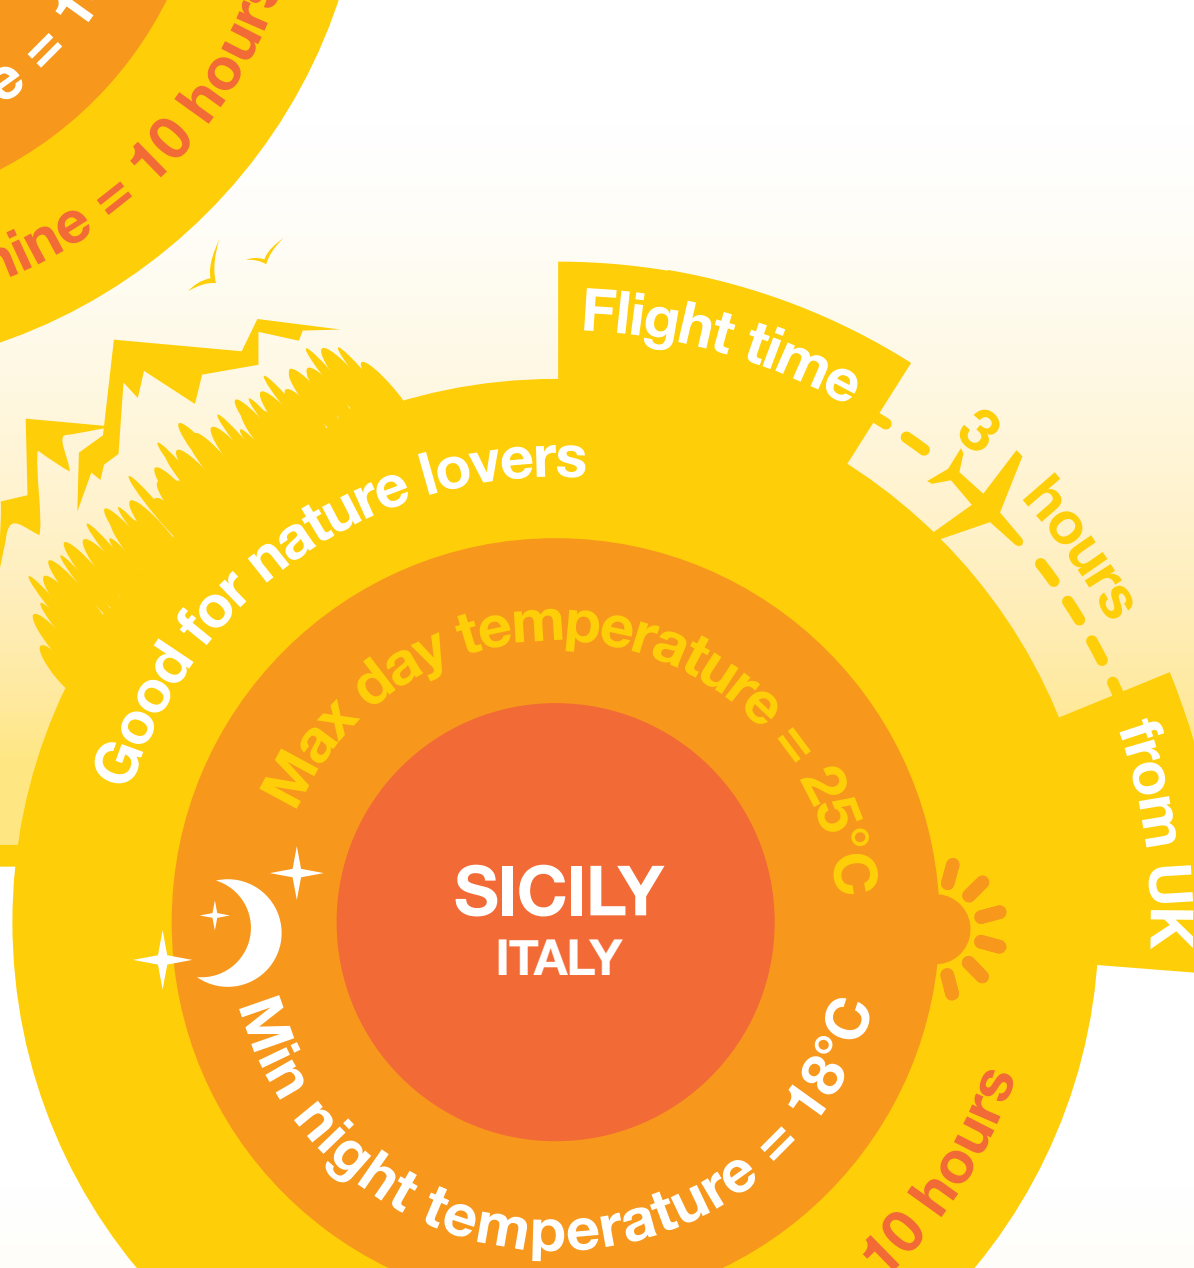 = 10 hours
Flight time
3 hours
from UK
Good for nature lovers
Max day temperature = 25°C
SICILY
ITALY
Min night temperature = 18°C
10 hours